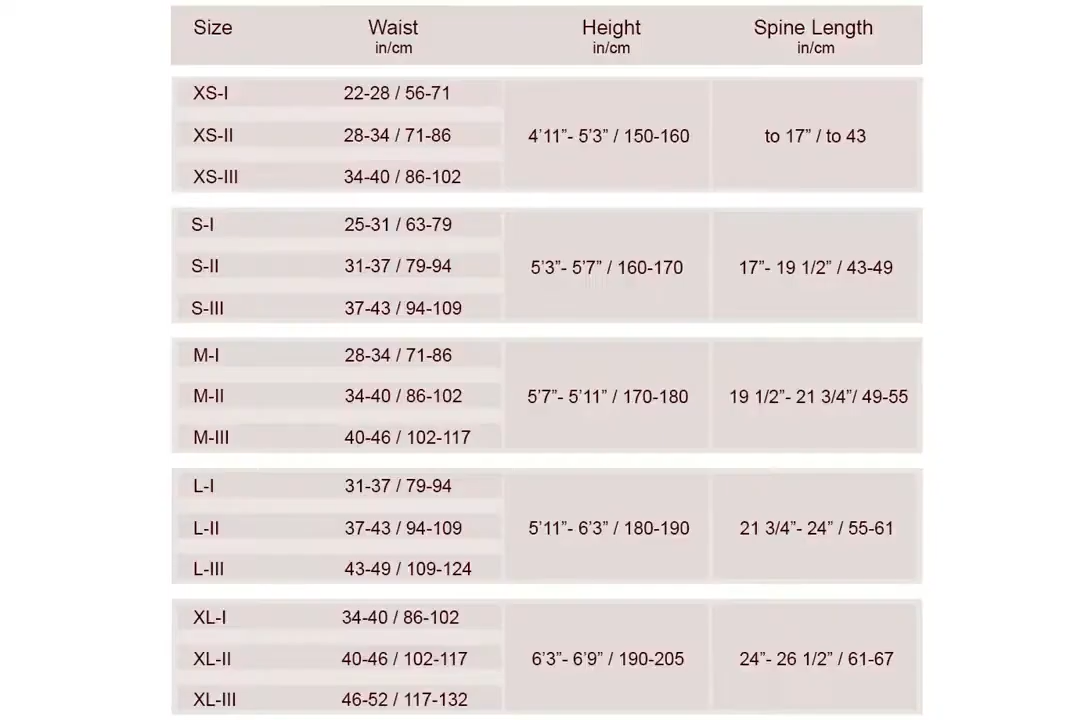 Size Waist Height Spine Length
in/cm in/cm in/cm
XS-I 22-28 / 56-71
XS-II 28-34 / 71-86 4’11”- 5’3” / 150-160 to 17” / to 43
XS-III 34-40 / 86-102
S-I 25-31 / 63-79
S-II 31-37 / 79-94 5’3”- 5’7” / 160-170 17”- 19 1/2” / 43-49
S-III 37-43 / 94-109
M-I 28-34 / 71-86
M-II 34-40 / 86-102 5’7”- 5’11” / 170-180 19 1/2”- 21 3/4”/ 49-55
M-III 40-46 / 102-117
L-I 31-37 / 79-94
L-II 37-43 / 94-109 5’11”- 6’3” / 180-190 21 3/4”- 24” / 55-61
L-III 43-49 / 109-124
XL-I 34-40 / 86-102
XL-II 40-46 / 102-117 6’3”- 6’9” / 190-205 24”- 26 1/2” / 61-67
XL-III 46-52 / 117-132